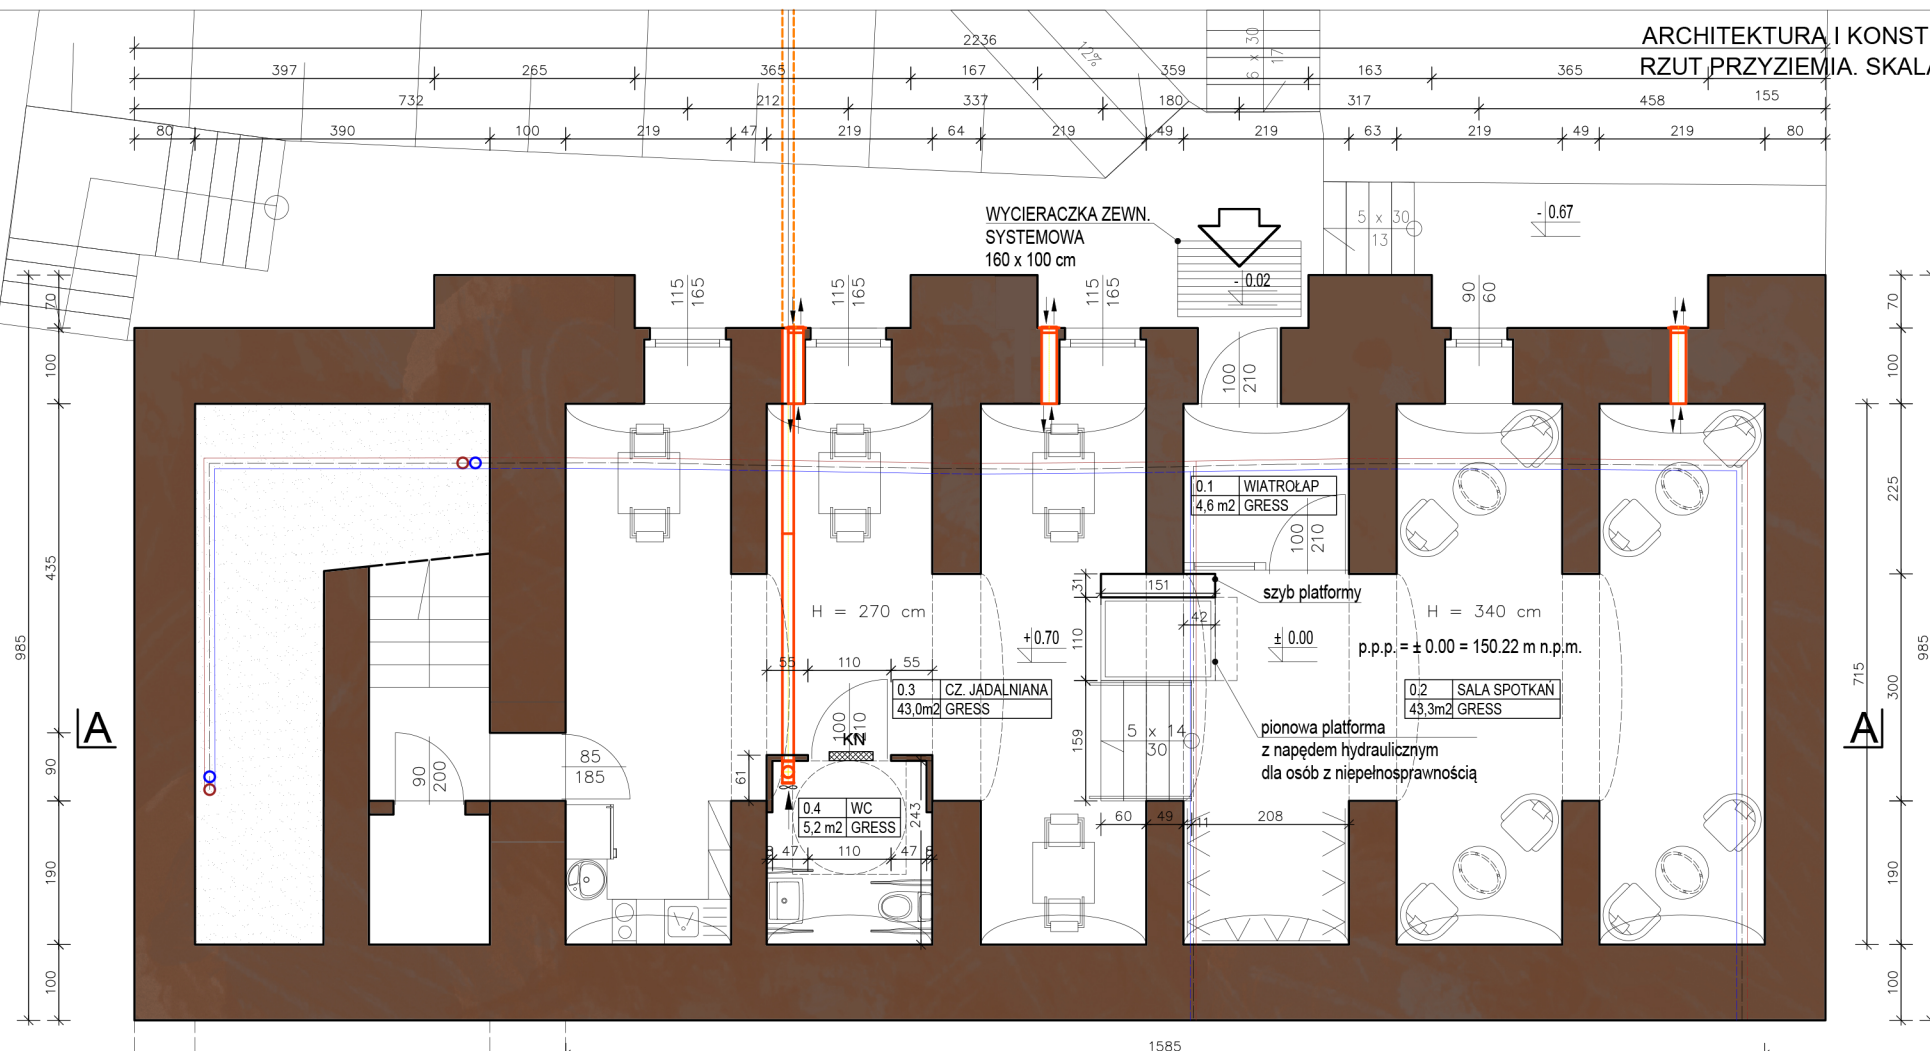 ARCHITEKTURA I KONST
RZUT PRZYZIEMIA. SKALA
2236
397 265 365 167 359 163 365 155
732 212 337 180 317 458
80 390 100 219 47 219 64 219 49 219 63 219 49 219 80
12%
6 x 30
17
WYCIERACZKA ZEWN.
SYSTEMOWA
160 x 100 cm
- 0.02
5 x 30
13
- 0.67
115
165
115
165
115
165
90
60
100
210
70
100
435
90
190
100
985
70
100
225
300
190
100
715
985
0.1 WIATROŁAP
4,6 m2 GRESS
100
210
szyb platformy
31
151
42
110
159
H = 270 cm
+ 0.70
± 0.00
H = 340 cm
p.p.p. = ± 0.00 = 150.22 m n.p.m.
55 110 55
0.3 CZ. JADALNIANA
43,0m2 GRESS
0.2 SALA SPOTKAŃ
43,3m2 GRESS
100
210
KN
5 x 14
30
pionowa platforma
z napędem hydraulicznym
dla osób z niepełnosprawnością
A
A
90
200
85
185
61
0.4 WC
5,2 m2 GRESS
243
47 110 47
60 49 11 208
1585